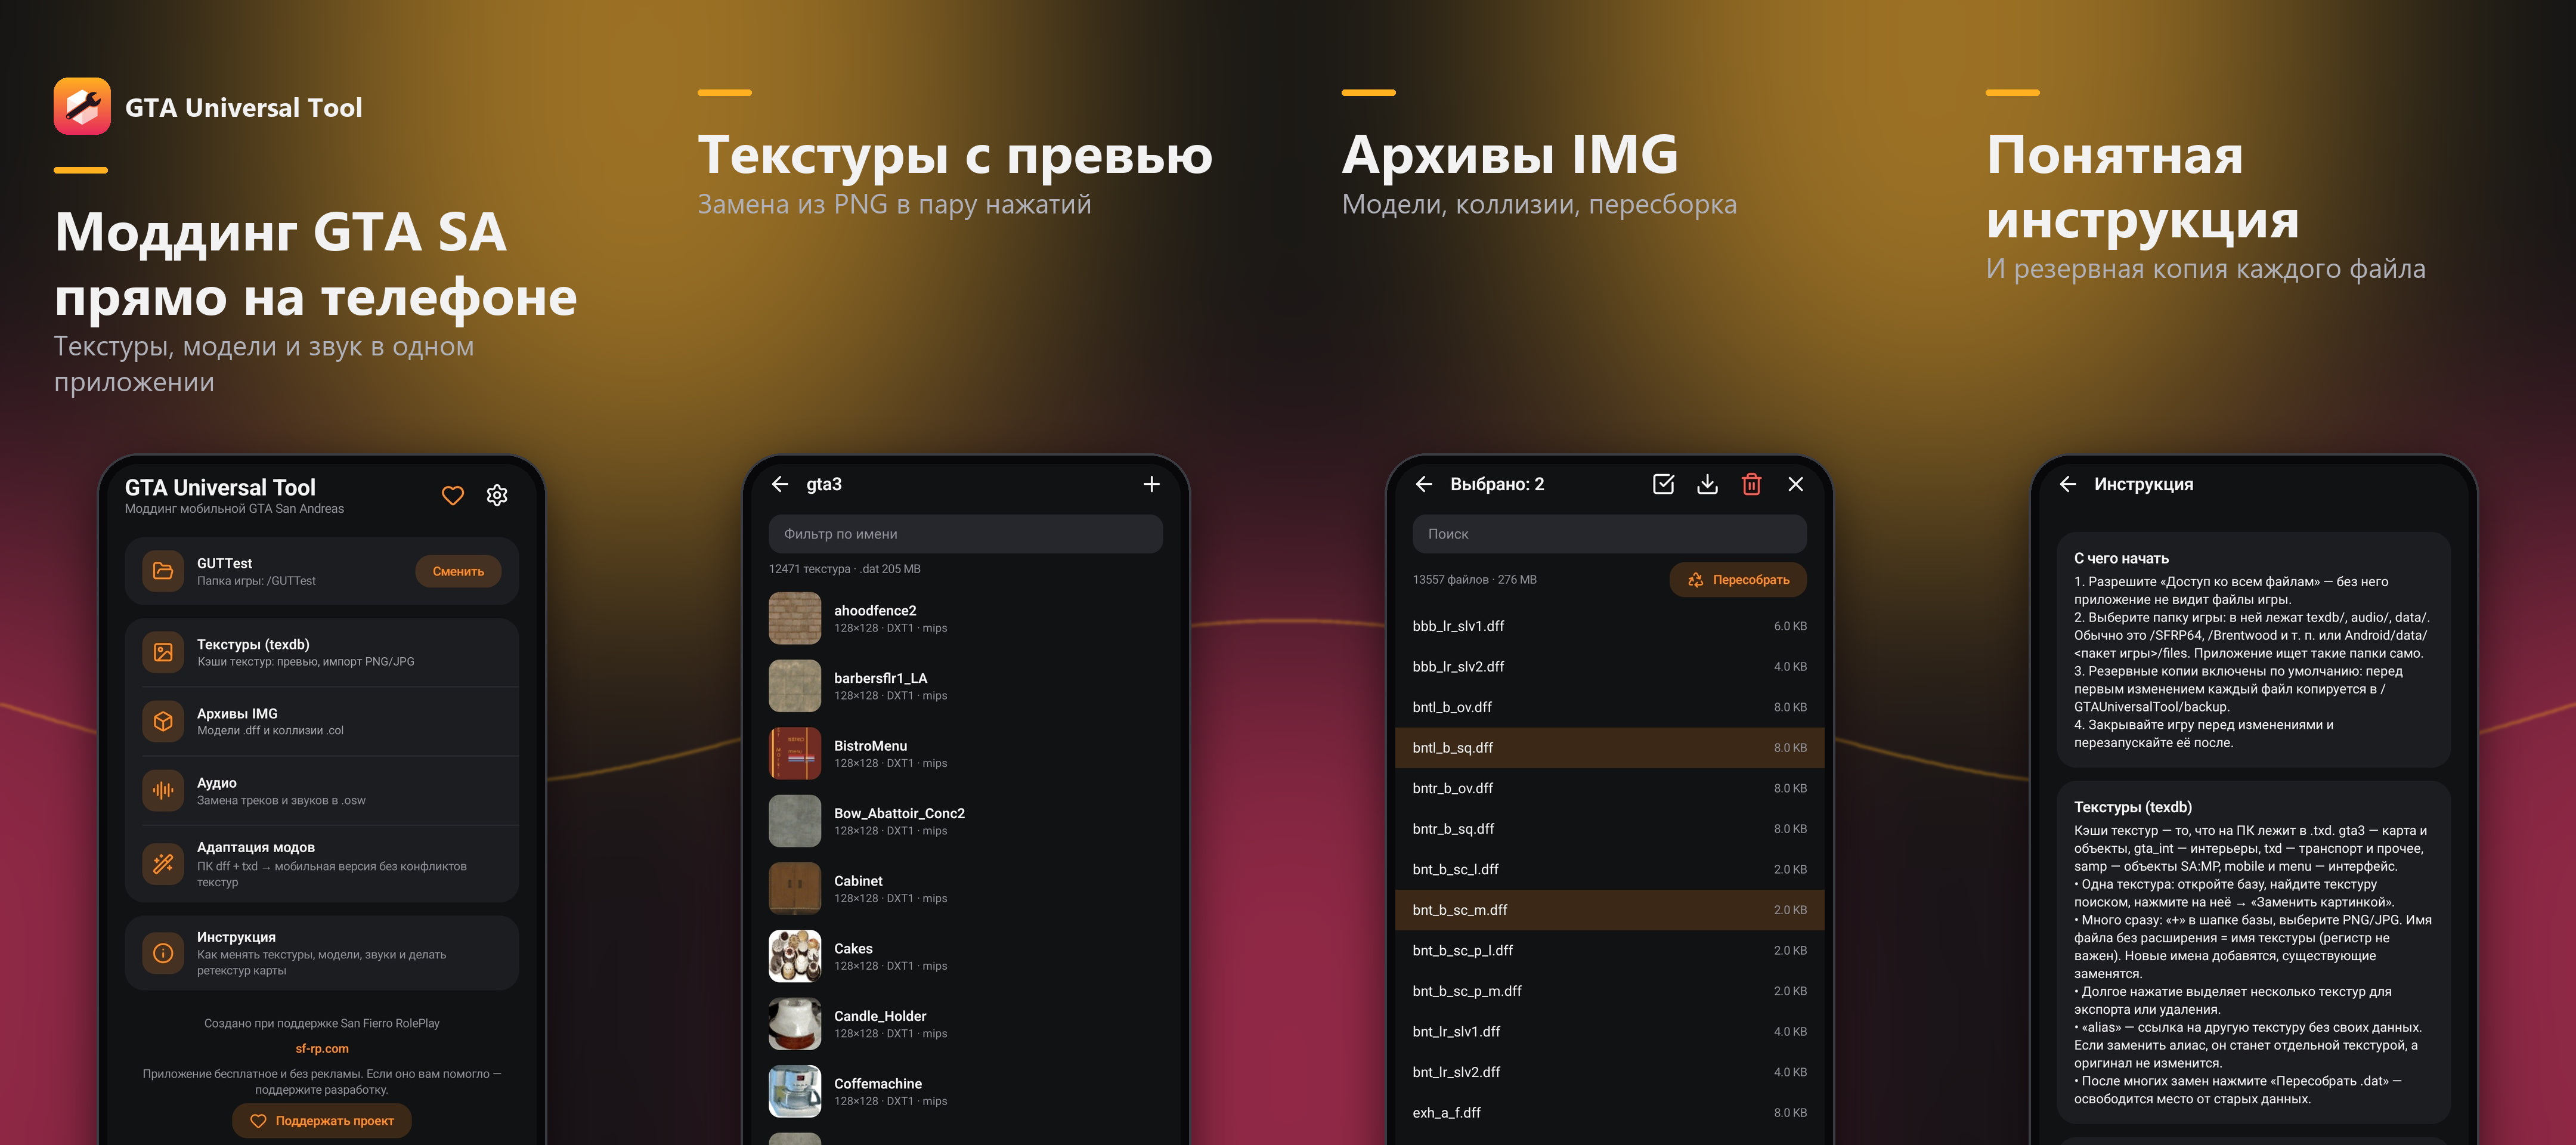 GTA Universal Tool
Моддинг GTA SA
прямо на телефоне
Текстуры, модели и звук в одном
приложении
GTA Universal Tool
Моддинг мобильной GTA San Andreas
GUTTest
Папка игры: /GUTTest
Сменить
Текстуры (texdb)
Кэши текстур: превью, импорт PNG/JPG
Архивы IMG
Модели .dff и коллизии .col
Аудио
Замена треков и звуков в .osw
Адаптация модов
ПК dff + txd → мобильная версия без конфликтов
текстур
Инструкция
Как менять текстуры, модели, звуки и делать
ретекстур карты
Создано при поддержке San Fierro RolePlay
sf-rp.com
Приложение бесплатное и без рекламы. Если оно вам помогло —
поддержите разработку.
Поддержать проект
Текстуры с превью
Замена из PNG в пару нажатий
gta3
Фильтр по имени
12471 текстура · .dat 205 MB
ahoodfence2
128×128 · DXT1 · mips
barbersflr1_LA
128×128 · DXT1 · mips
BistroMenu
128×128 · DXT1 · mips
Bow_Abattoir_Conc2
128×128 · DXT1 · mips
Cabinet
128×128 · DXT1 · mips
Cakes
128×128 · DXT1 · mips
Candle_Holder
128×128 · DXT1 · mips
Coffemachine
128×128 · DXT1 · mips
Архивы IMG
Модели, коллизии, пересборка
Выбрано: 2
Поиск
13557 файлов · 276 MB
Пересобрать
bbb_lr_slv1.dff 6.0 KB
bbb_lr_slv2.dff 4.0 KB
bntl_b_ov.dff 8.0 KB
bntl_b_sq.dff 8.0 KB
bntr_b_ov.dff 8.0 KB
bntr_b_sq.dff 8.0 KB
bnt_b_sc_l.dff 2.0 KB
bnt_b_sc_m.dff 2.0 KB
bnt_b_sc_p_l.dff 2.0 KB
bnt_b_sc_p_m.dff 2.0 KB
bnt_lr_slv1.dff 4.0 KB
bnt_lr_slv2.dff 4.0 KB
exh_a_f.dff 8.0 KB
Понятная
инструкция
И резервная копия каждого файла
Инструкция
С чего начать
1. Разрешите «Доступ ко всем файлам» — без него
приложение не видит файлы игры.
2. Выберите папку игры: в ней лежат texdb/, audio/, data/.
Обычно это /SFRP64, /Brentwood и т. п. или Android/data/
<пакет игры>/files. Приложение ищет такие папки само.
3. Резервные копии включены по умолчанию: перед
первым изменением каждый файл копируется в /
GTAUniversalTool/backup.
4. Закрывайте игру перед изменениями и
перезапускайте её после.
Текстуры (texdb)
Кэши текстур — то, что на ПК лежит в .txd. gta3 — карта и
объекты, gta_int — интерьеры, txd — транспорт и прочее,
samp — объекты SA:MP, mobile и menu — интерфейс.
• Одна текстура: откройте базу, найдите текстуру
поиском, нажмите на неё → «Заменить картинкой».
• Много сразу: «+» в шапке базы, выберите PNG/JPG. Имя
файла без расширения = имя текстуры (регистр не
важен). Новые имена добавятся, существующие
заменятся.
• Долгое нажатие выделяет несколько текстур для
экспорта или удаления.
• «alias» — ссылка на другую текстуру без своих данных.
Если заменить алиас, он станет отдельной текстурой, а
оригинал не изменится.
• После многих замен нажмите «Пересобрать .dat» —
освободится место от старых данных.